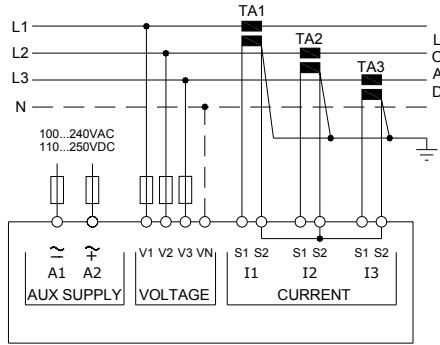 TA1
L1
TA2
L2
TA3
L3
N
L
O
A
D
100...240VAC
110...250VDC
V1 V2 V3 VN S1 S2 S1 S2 S1 S2
A1 A2 I1 I2 I3
AUX SUPPLY VOLTAGE CURRENT